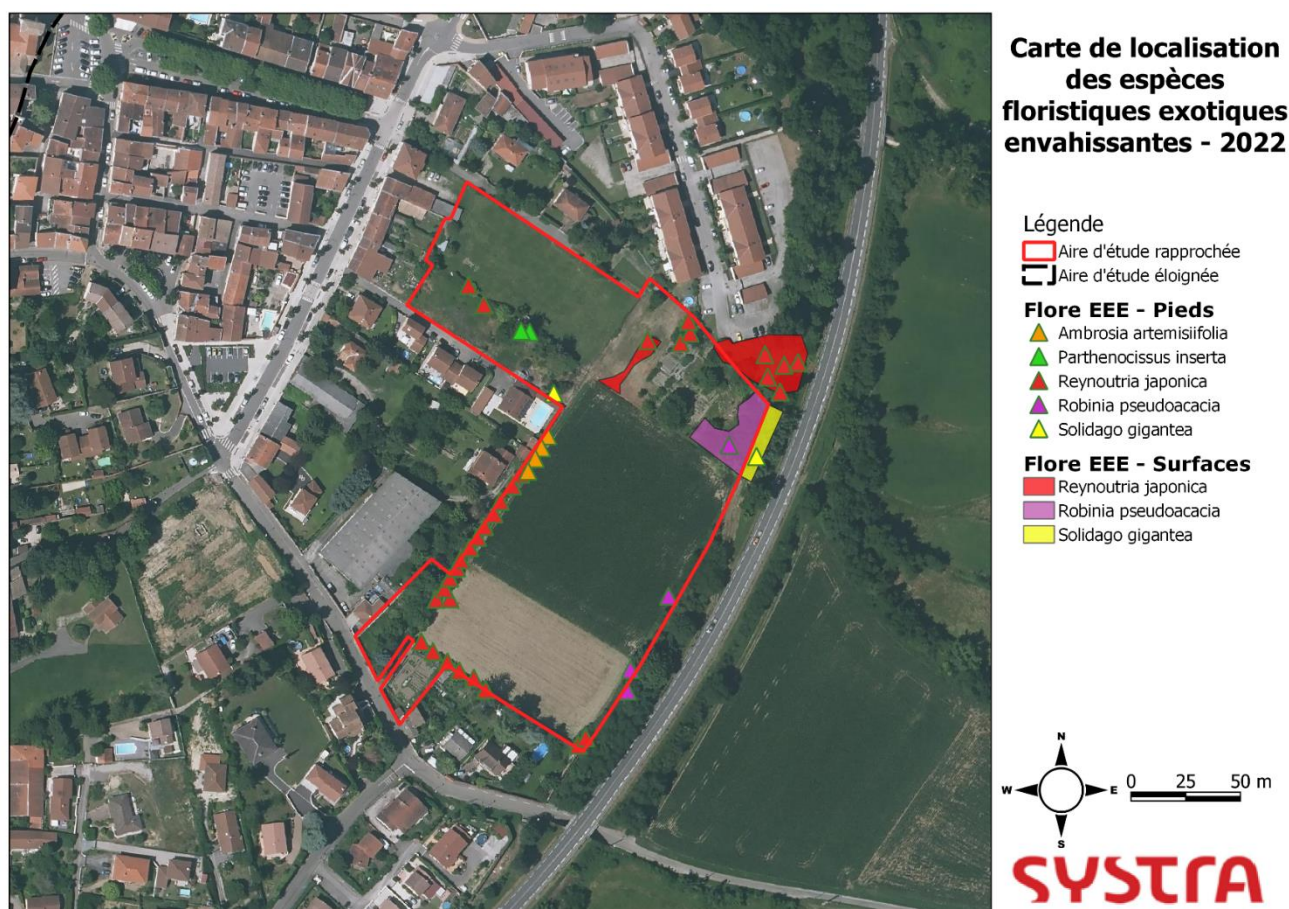 Carte de localisation
des espèces
floristiques exotiques
envahissantes - 2022
Légende
Aire d'étude rapprochée
Aire d'étude éloignée
Flore EEE - Pieds
Ambrosia artemisiifolia
Parthenocissus inserta
Reynoutria japonica
Robinia pseudoacacia
Solidago gigantea
Flore EEE - Surfaces
Reynoutria japonica
Robinia pseudoacacia
Solidago gigantea
N
W E
S
0 25 50 m
SYSTRA